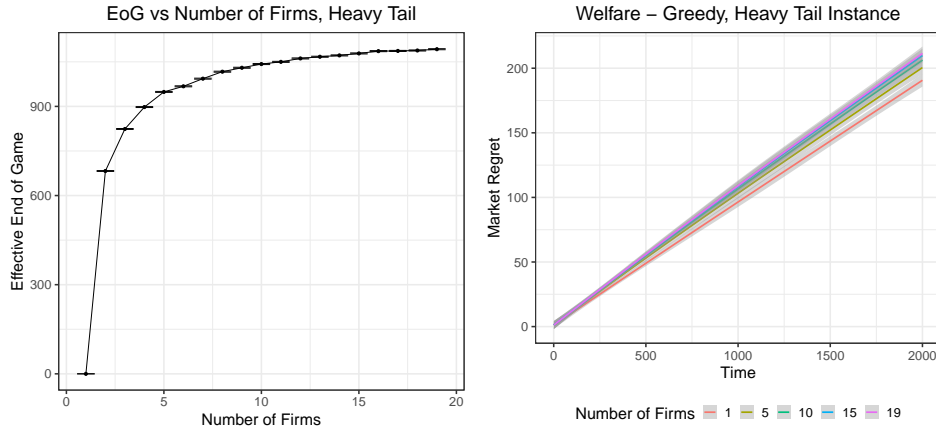 EoG vs Number of Firms, Heavy Tail
Effective End of Game
900
600
300
0
0 5 10 15 20
Number of Firms
Welfare − Greedy, Heavy Tail Instance
Market Regret
200
150
100
50
0
0 500 1000 1500 2000
Time
Number of Firms 1 5 10 15 19